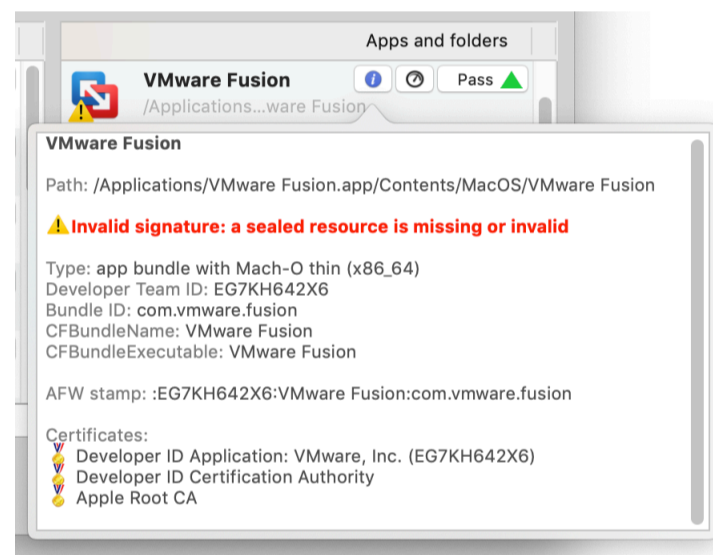 Apps and folders
VMware Fusion
Pass
/Applications...ware Fusion
VMware Fusion
Path: /Applications/VMware Fusion.app/Contents/MacOS/VMware Fusion
Invalid signature: a sealed resource is missing or invalid
Type: app bundle with Mach-O thin (x86_64)
Developer Team ID: EG7KH642X6
Bundle ID: com.vmware.fusion
CFBundleName: VMware Fusion
CFBundleExecutable: VMware Fusion
AFW stamp: :EG7KH642X6:VMware Fusion:com.vmware.fusion
Certificates:
Developer ID Application: VMware, Inc. (EG7KH642X6)
Developer ID Certification Authority
Apple Root CA